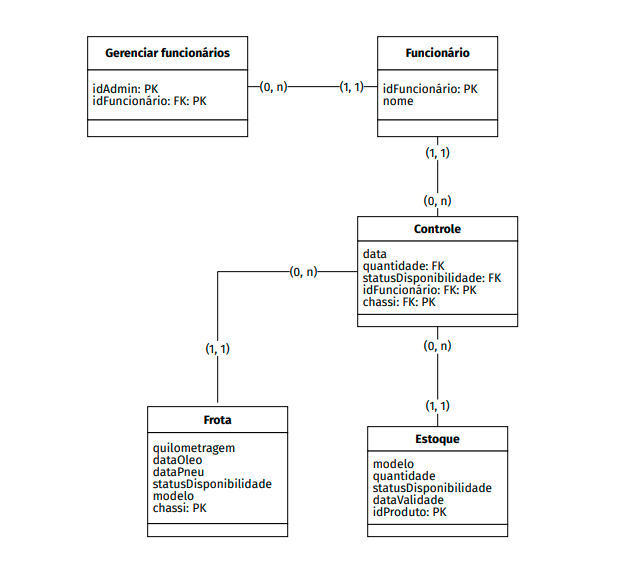 Gerenciar funcionários
idAdmin: PK
idFuncionário: FK: PK
(0, n)
(1, 1)
Funcionário
idFuncionário: PK
nome
(1, 1)
(0, n)
Controle
data
quantidade: FK
statusDisponibilidade: FK
idFuncionário: FK: PK
chassi: FK: PK
(0, n)
(1, 1)
(0, n)
(1, 1)
Frota
quilometragem
dataOleo
dataPneu
statusDisponibilidade
modelo
chassi: PK
Estoque
modelo
quantidade
statusDisponibilidade
dataValidade
idProduto: PK